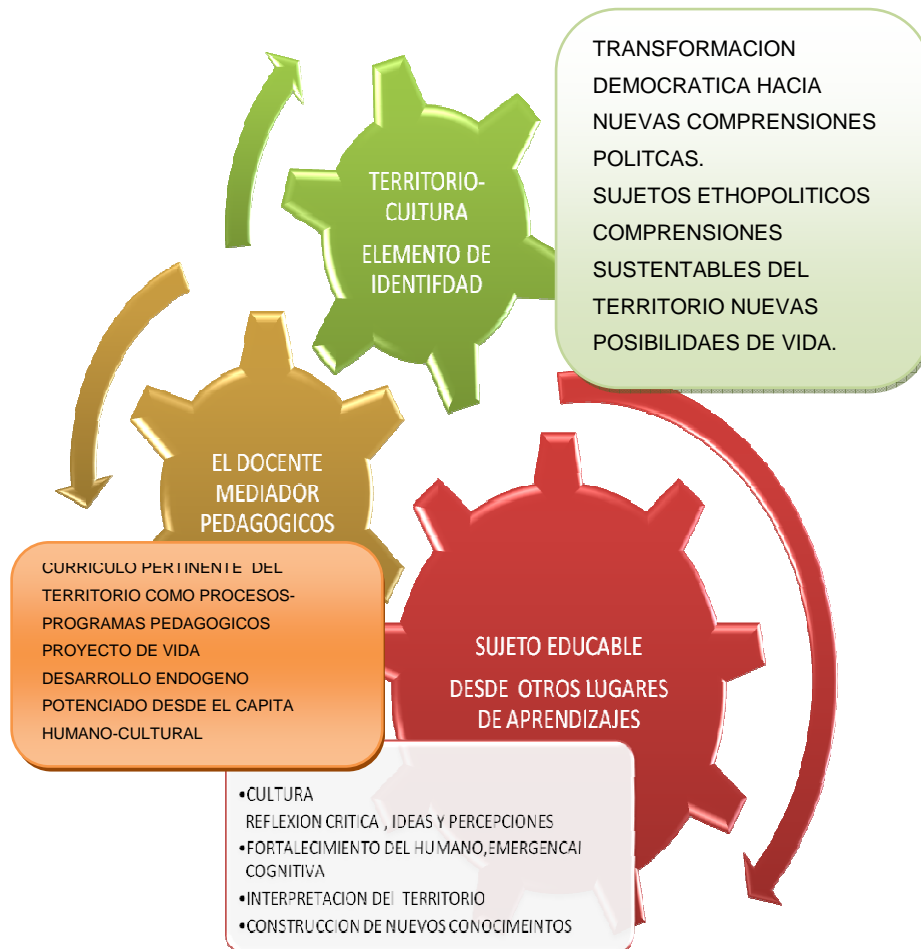 TRANSFORMACION
DEMOCRATICA HACIA
NUEVAS COMPRENSIONES
POLITCAS.
SUJETOS ETHOPOLITICOS
COMPRENSIONES
SUSTENTABLES DEL
TERRITORIO NUEVAS
POSIBILIDAES DE VIDA.
TERRITORIO-
CULTURA
ELEMENTO DE
IDENTIFDAD
EL DOCENTE
MEDIADOR
PEDAGOGICOS
CURRICULO PERTINENTE DEL
TERRITORIO COMO PROCESOS-
PROGRAMAS PEDAGOGICOS
PROYECTO DE VIDA
DESARROLLO ENDOGENO
POTENCIADO DESDE EL CAPITA
HUMANO-CULTURAL
SUJETO EDUCABLE
DESDE OTROS LUGARES
DE APRENDIZAJES
•CULTURA
REFLEXION CRITICA , IDEAS Y PERCEPCIONES
•FORTALECIMIENTO DEL HUMANO,EMERGENCAI
COGNITIVA
•INTERPRETACION DEL TERRITORIO
•CONSTRUCCION DE NUEVOS CONOCIMEINTOS